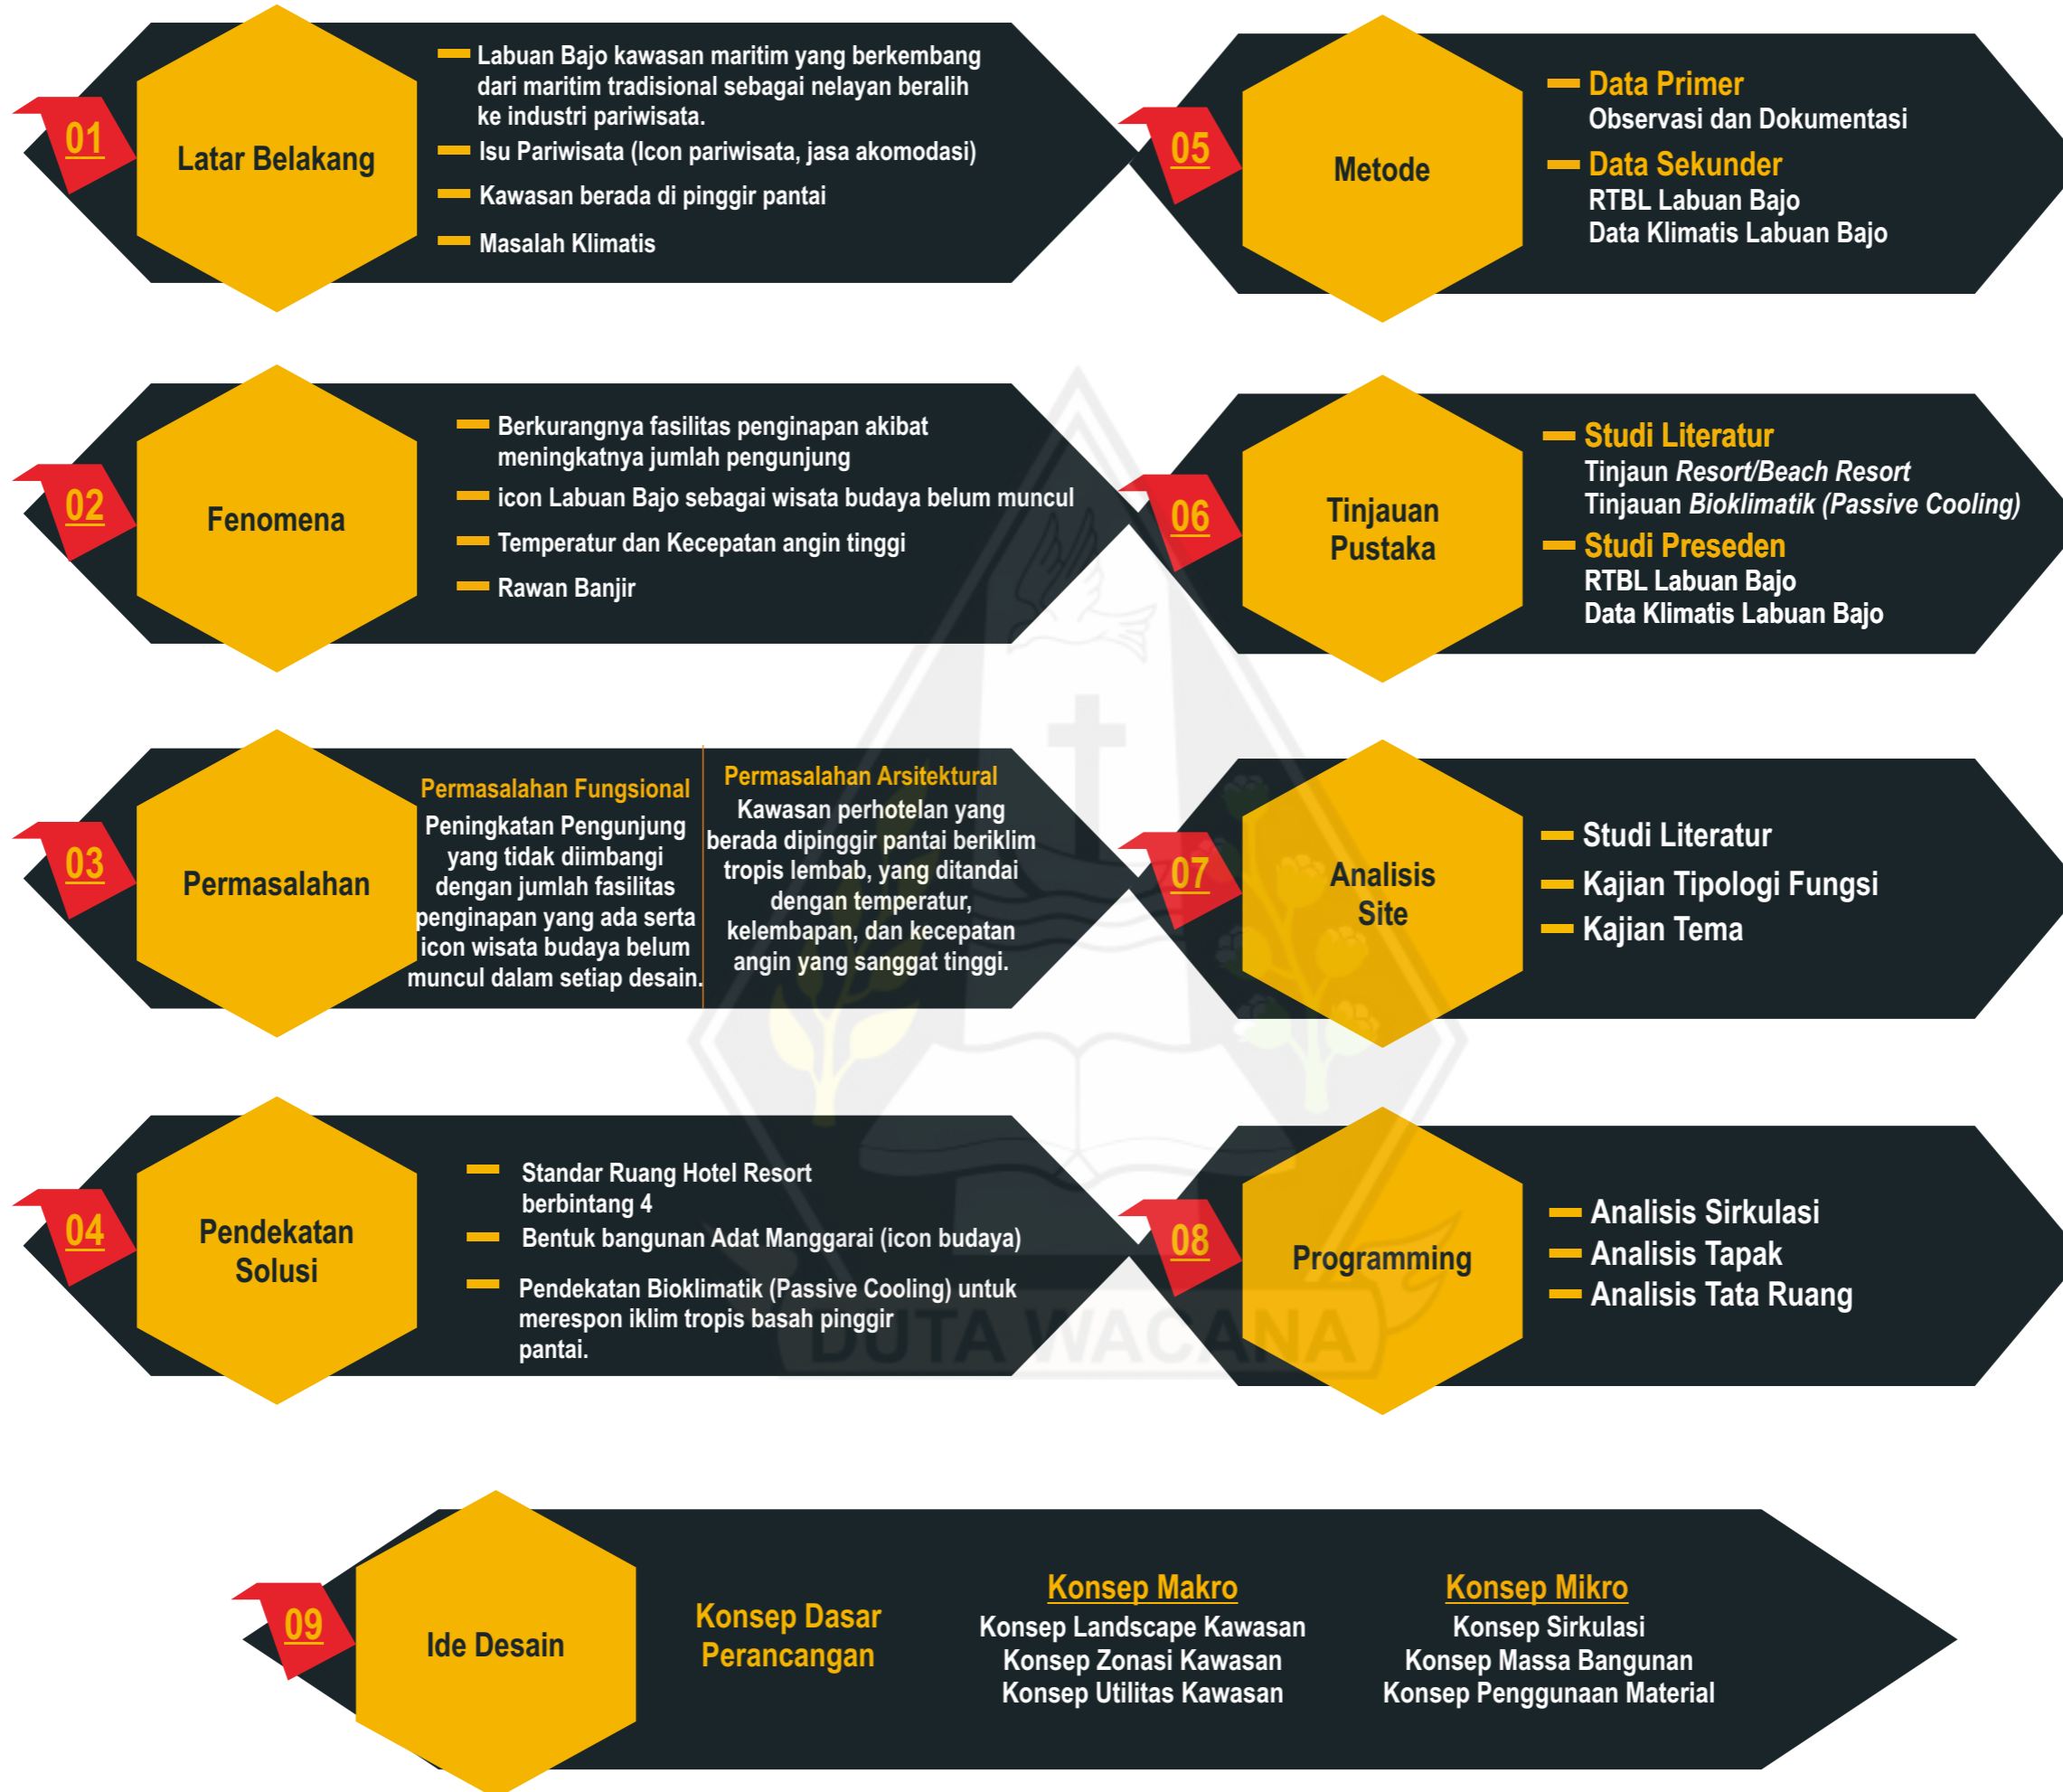 01
Latar Belakang
Labuan Bajo kawasan maritim yang berkembang
dari maritim tradisional sebagai nelayan beralih
ke industri pariwisata.
Isu Pariwisata (Icon pariwisata, jasa akomodasi)
Kawasan berada di pinggir pantai
Masalah Klimatis
02
Fenomena
Berkurangnya fasilitas penginapan akibat
meningkatnya jumlah pengunjung
icon Labuan Bajo sebagai wisata budaya belum muncul
Temperatur dan Kecepatan angin tinggi
Rawan Banjir
03
Permasalahan
Permasalahan Fungsional
Peningkatan Pengunjung
yang tidak diimbangi
dengan jumlah fasilitas
penginapan yang ada serta
icon wisata budaya belum
muncul dalam setiap desain.
Permasalahan Arsitektural
Kawasan perhotelan yang
berada dipinggir pantai beriklim
tropis lembab, yang ditandai
dengan temperatur,
kelembapan, dan kecepatan
angin yang sanggat tinggi.
04
Pendekatan
Solusi
Standar Ruang Hotel Resort
berbintang 4
Bentuk bangunan Adat Manggarai (icon budaya)
Pendekatan Bioklimatik (Passive Cooling) untuk
merespon iklim tropis basah pinggir
pantai.
05
Metode
Data Primer
Observasi dan Dokumentasi
Data Sekunder
RTBL Labuan Bajo
Data Klimatis Labuan Bajo
06
Tinjauan
Pustaka
Studi Literatur
Tinjaun Resort/Beach Resort
Tinjauan Bioklimatik (Passive Cooling)
Studi Preseden
RTBL Labuan Bajo
Data Klimatis Labuan Bajo
07
Analisis
Site
Studi Literatur
Kajian Tipologi Fungsi
Kajian Tema
08
Programming
Analisis Sirkulasi
Analisis Tapak
Analisis Tata Ruang
DUTA WACANA
09
Ide Desain
Konsep Dasar
Perancangan
Konsep Makro
Konsep Landscape Kawasan
Konsep Zonasi Kawasan
Konsep Utilitas Kawasan
Konsep Mikro
Konsep Sirkulasi
Konsep Massa Bangunan
Konsep Penggunaan Material